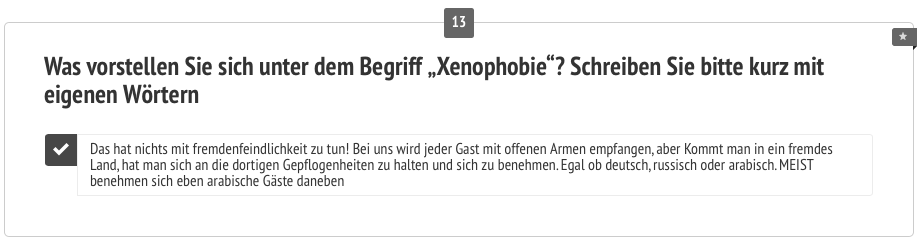 13
Was vorstellen Sie sich unter dem Begriff „Xenophobie“? Schreiben Sie bitte kurz mit
eigenen Wörtern
Das hat nichts mit fremdenfeindlichkeit zu tun! Bei uns wird jeder Gast mit offenen Armen empfangen, aber Kommt man in ein fremdes
Land, hat man sich an die dortigen Gepflogenheiten zu halten und sich zu benehmen. Egal ob deutsch, russisch oder arabisch. MEIST
benehmen sich eben arabische Gäste daneben